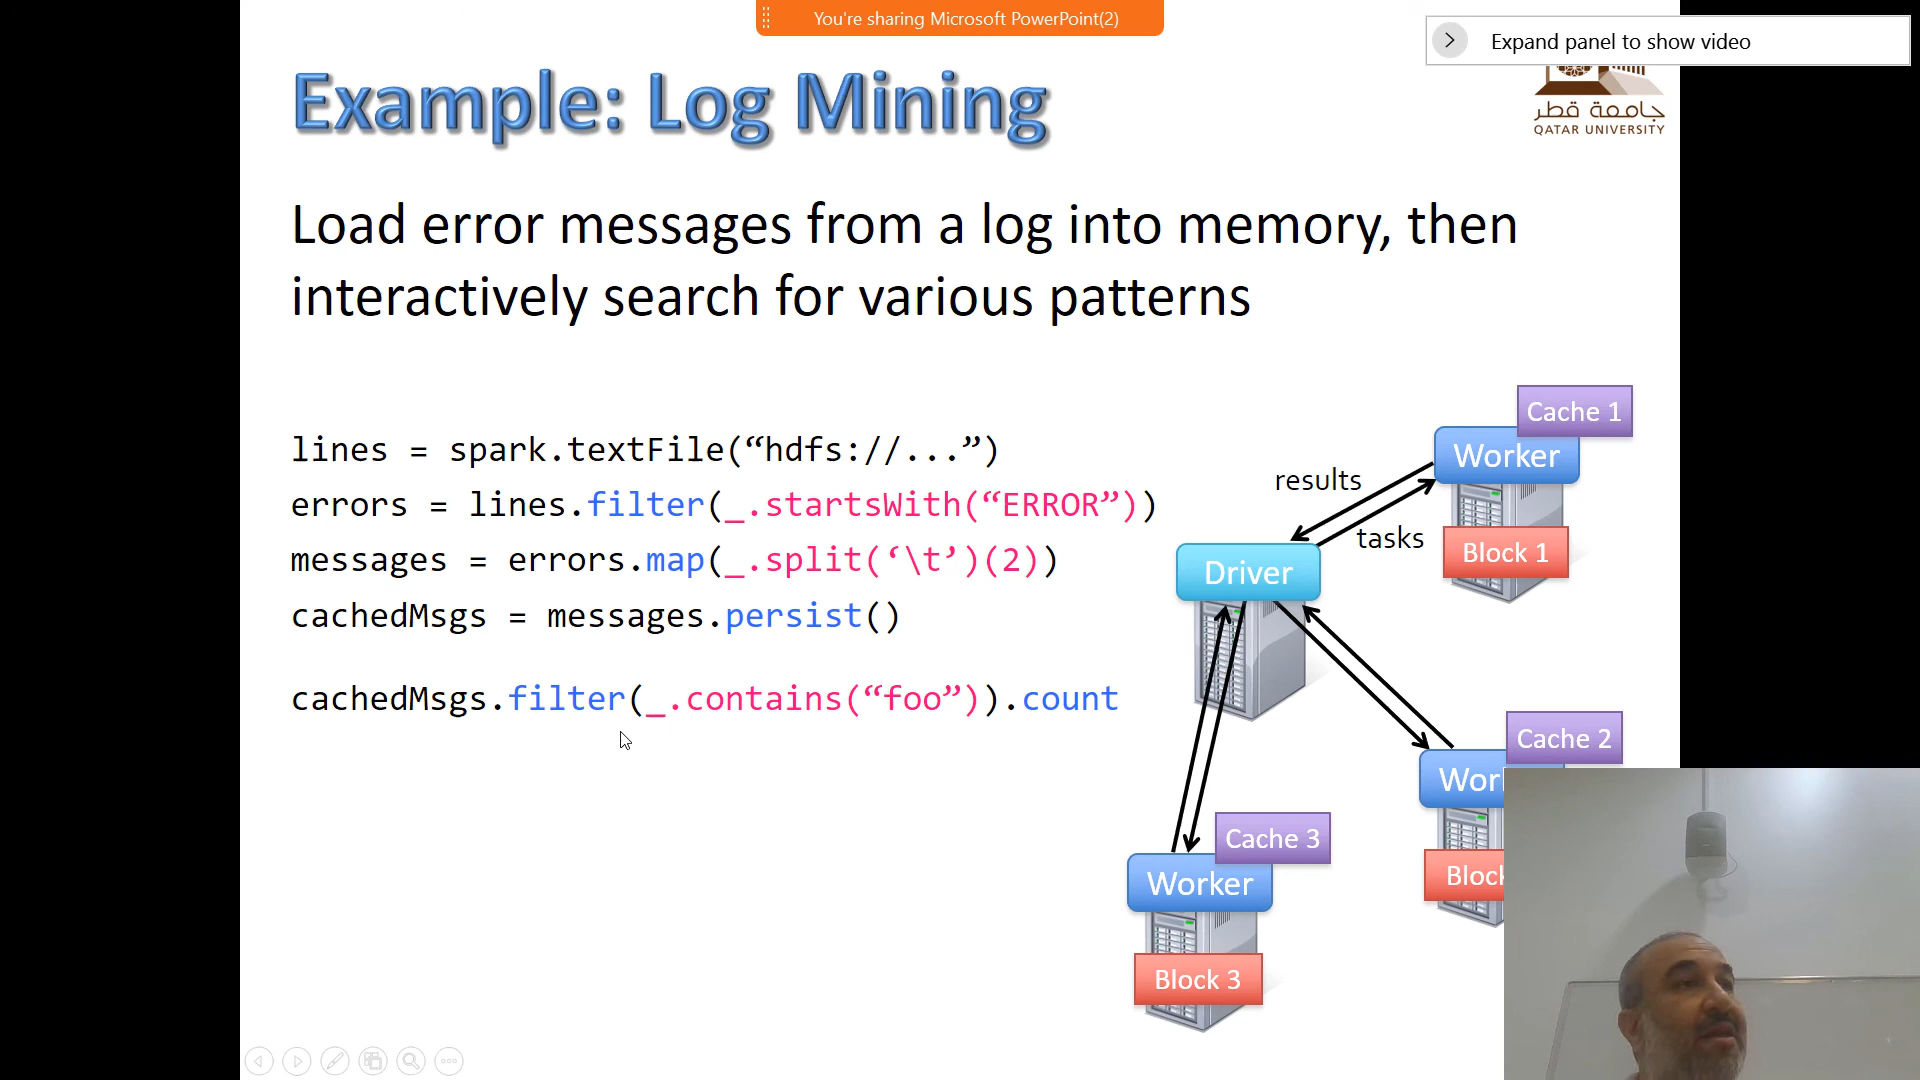 You're sharing Microsoft PowerPoint(2)
Expand panel to show video
Example: Log Mining
جامعة قطر
QATAR UNIVERSITY
Load error messages from a log into memory, then
interactively search for various patterns
lines = spark.textFile(“hdfs://...”)
errors = lines.filter(_.startsWith(“ERROR”))
messages = errors.map(_.split(‘\t’)(2))
cachedMsgs = messages.persist()
cachedMsgs.filter(_.contains(“foo”)).count
Cache 1
Worker
results
tasks
Block 1
Driver
Cache 2
Wor
Bloc
Cache 3
Worker
Block 3